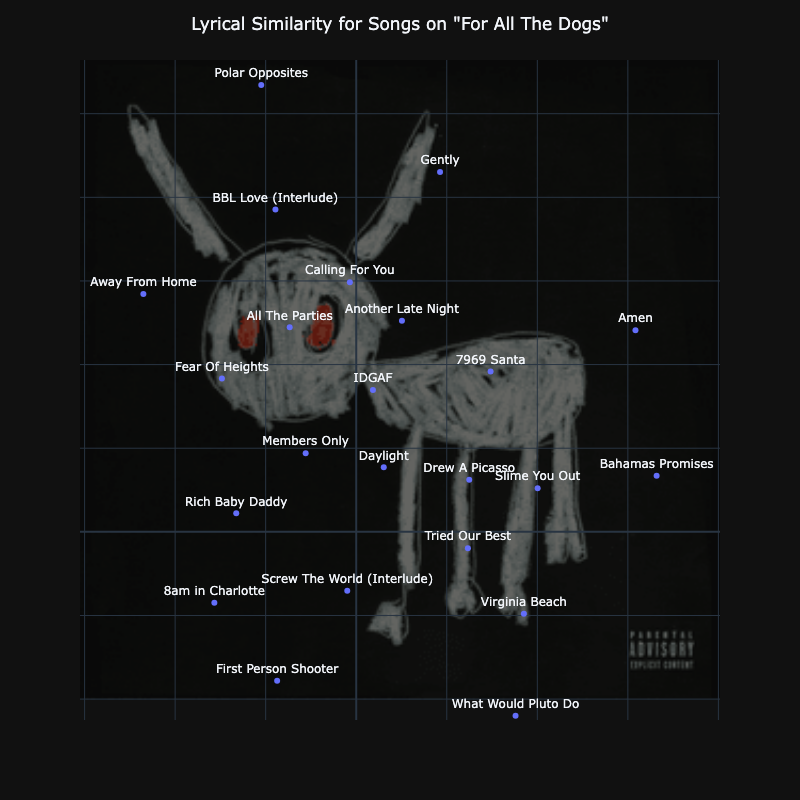 Lyrical Similarity for Songs on "For All The Dogs"
Polar Opposites
Gently
BBL Love (Interlude)
Calling For You
Away From Home
Another Late Night
All The Parties
Amen
7969 Santa
Fear Of Heights
IDGAF
Members Only
Daylight
Bahamas Promises
Drew A Picasso
Slime You Out
Rich Baby Daddy
Tried Our Best
Screw The World (Interlude)
8am in Charlotte
Virginia Beach
PARENTAL
ADVISORY
EXPLICIT CONTENT
First Person Shooter
What Would Pluto Do